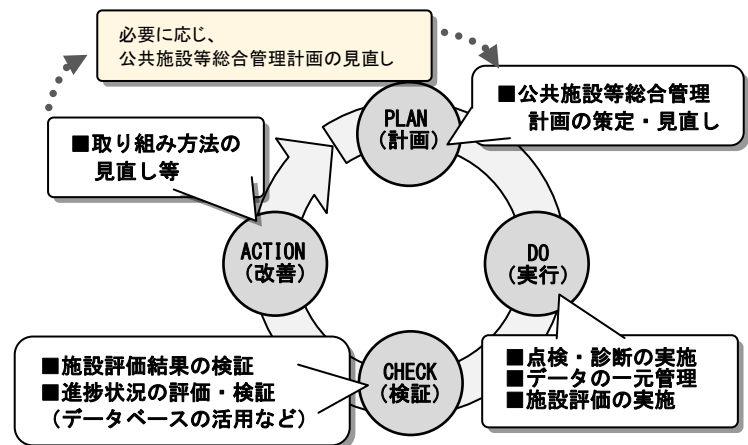 必要に応じ、
公共施設等総合管理計画の見直し
PLAN
（計画）
■公共施設等総合管理
計画の策定・見直し
■取り組み方法の
見直し等
ACTION
（改善）
DO
（実行）
■施設評価結果の検証
■進捗状況の評価・検証
（データベースの活用など）
CHECK
（検証）
■点検・診断の実施
■データの一元管理
■施設評価の実施